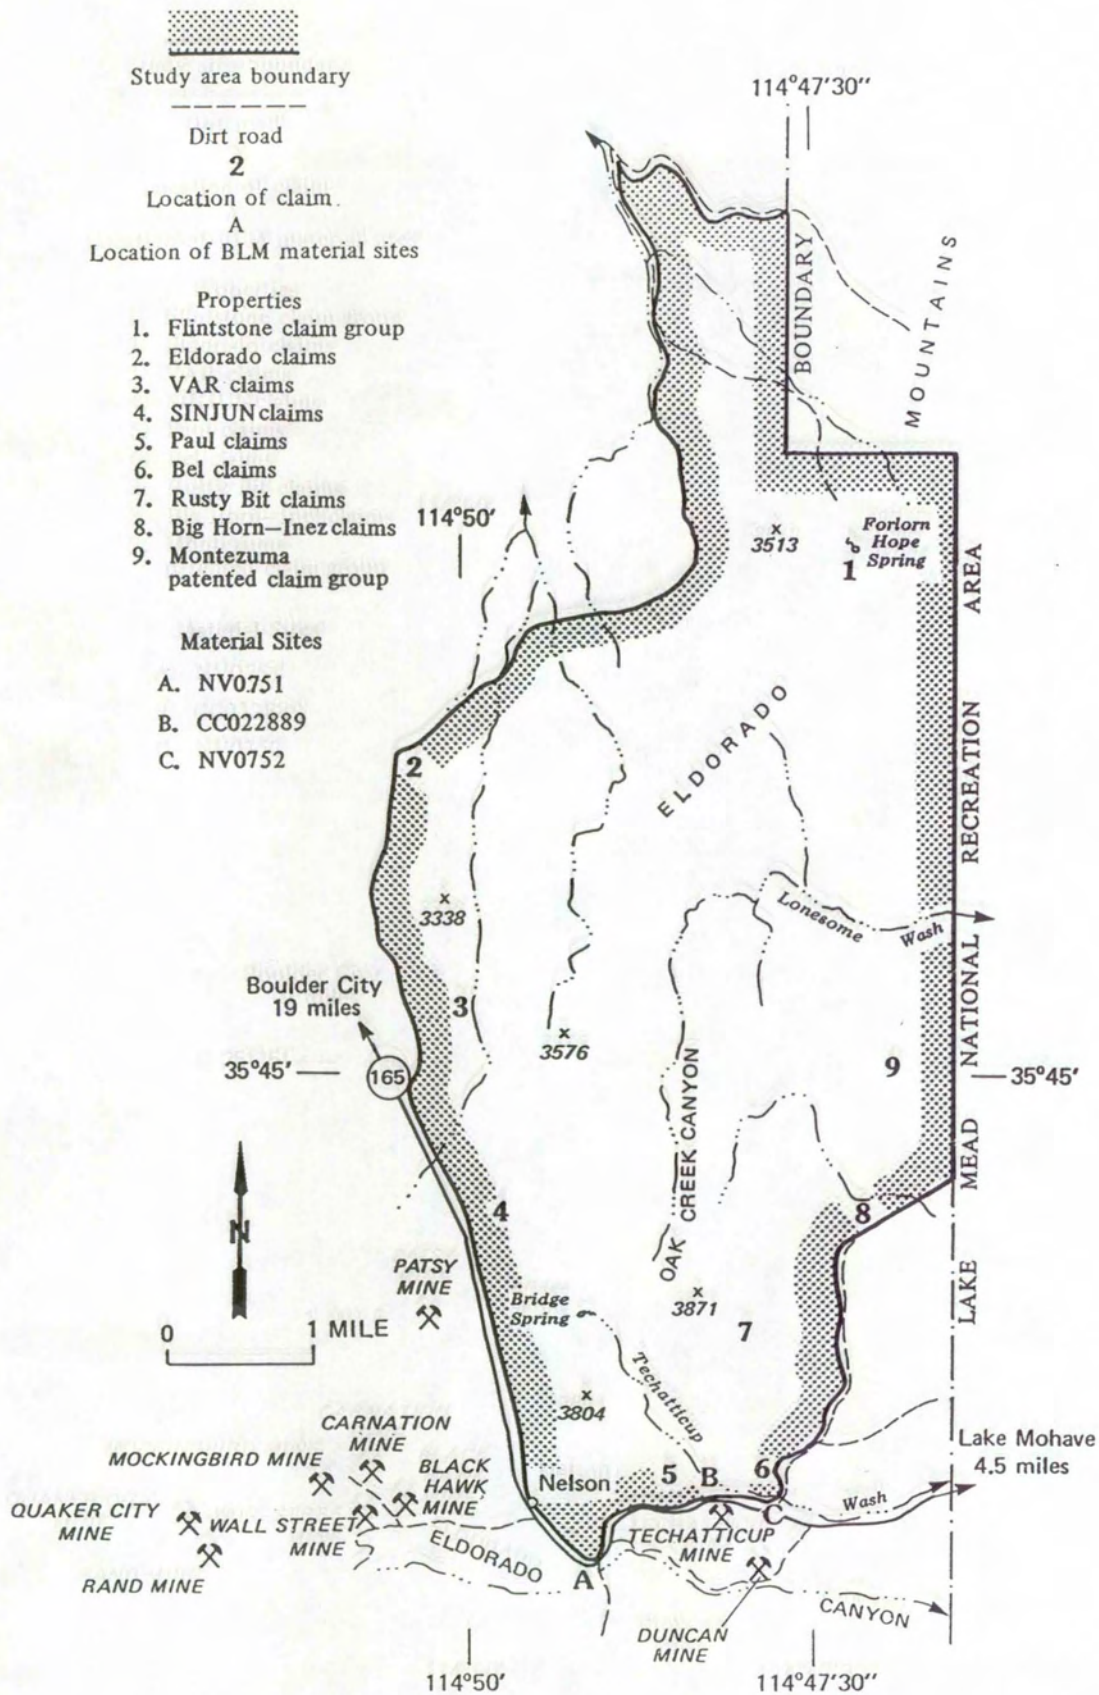 Study area boundary
Dirt road
2
Location of claim.
A
Location of BLM material sites
Properties
1. Flintstone claim group
2. Eldorado claims
3. VAR claims
4. SINJUN claims
5. Paul claims
6. Bel claims
7. Rusty Bit claims
8. Big Horn—Inez claims
9. Montezuma
patented claim group
Material Sites
A. NV0751
B. CC022889
C. NV0752
114°47'30"
BOUNDARY
MOUNTAINS
114°50'
3513
Forlorn
Hope
Spring
1
AREA
ELDORADO
RECREATION
2
3338
Lonesome
Wash
NATIONAL
Boulder City
19 miles
3
3576
35°45'
165
9
35°45'
OAK CREEK CANYON
MEAD
4
8
N
PATSY
MINE
Bridge
Spring
3871
7
LAKE
0 1 MILE
Techatticup
3804
CARNATION
MINE
MOCKINGBIRD MINE
BLACK
HAWK
MINE
Nelson
5
B
6
Lake Mohave
4.5 miles
QUAKER CITY
MINE
WALL STREET
MINE
C
Wash
TECHATTICUP
MINE
RAND MINE
ELDORADO
A
CANYON
DUNCAN
MINE
114°50'
114°47'30"